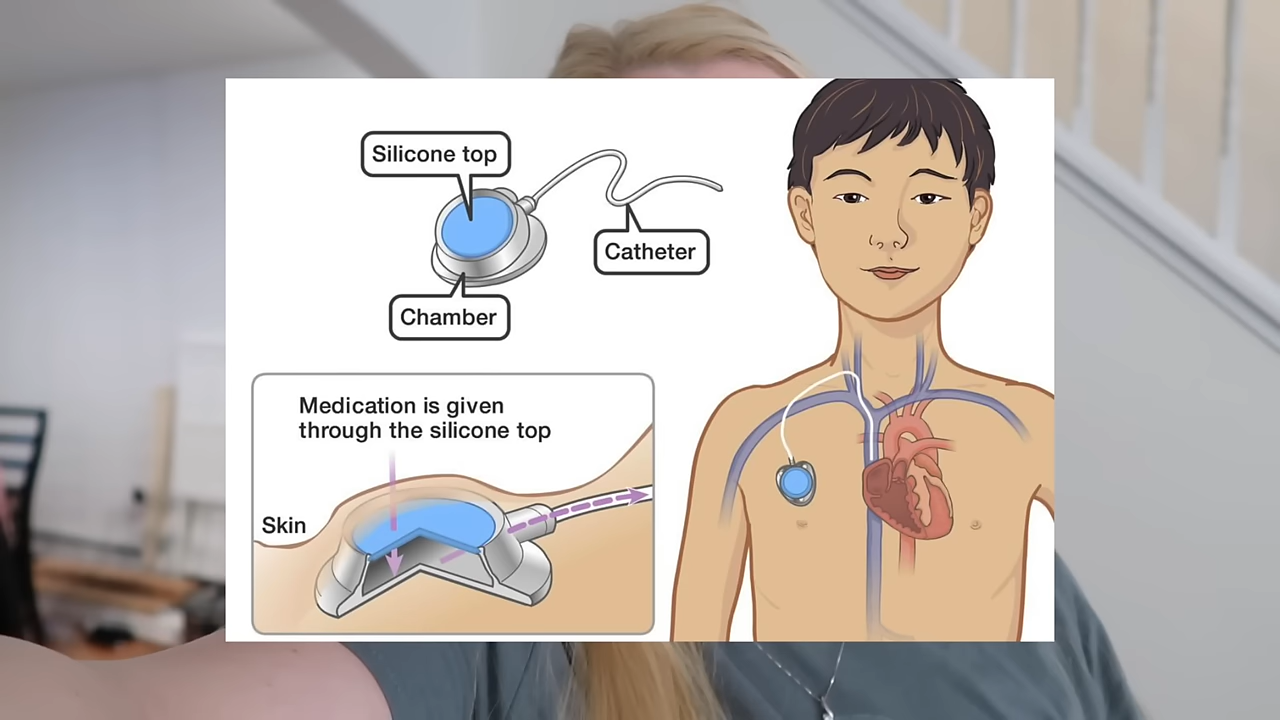 Silicone top
Catheter
Chamber
Medication is given
through the silicone top
Skin